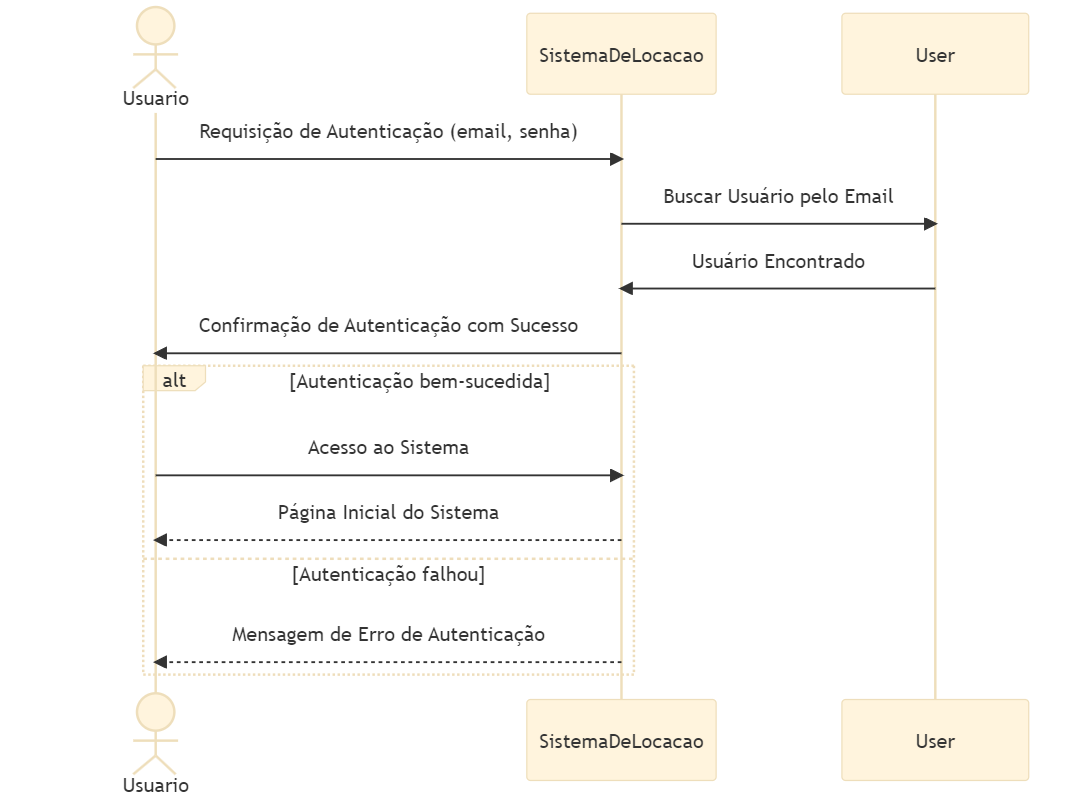 Usuario
SistemaDeLocacao
User
Requisição de Autenticação (email, senha)
Buscar Usuário pelo Email
Usuário Encontrado
Confirmação de Autenticação com Sucesso
alt
[Autenticação bem-sucedida]
Acesso ao Sistema
Página Inicial do Sistema
[Autenticação falhou]
Mensagem de Erro de Autenticação
Usuario
SistemaDeLocacao
User